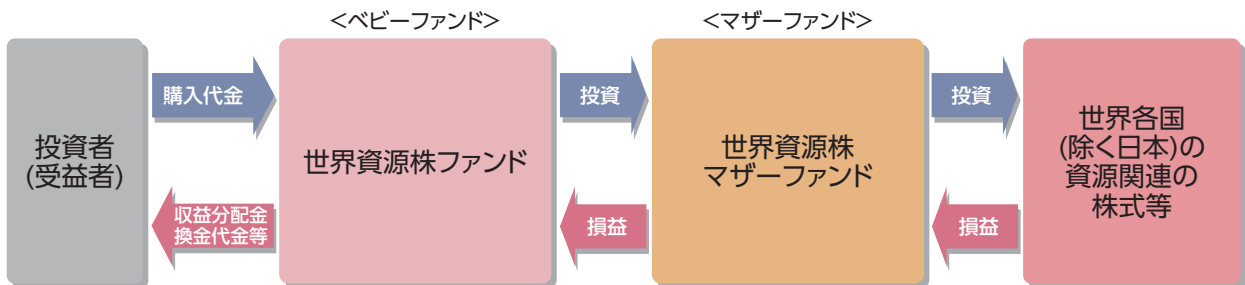 <ベビーファンド>
<マザーファンド>
投資者
(受益者)
購入代金
収益分配金
換金代金等
世界資源株ファンド
投資
損益
世界資源株
マザーファンド
投資
損益
世界各国
(除く日本)の
資源関連の
株式等